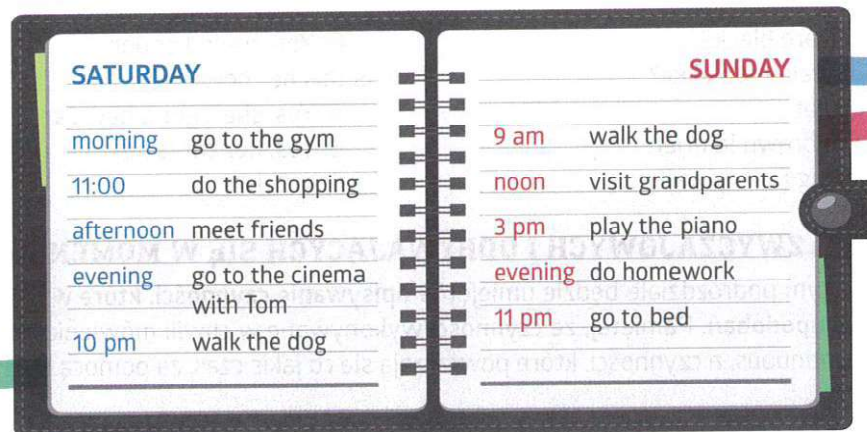 SATURDAY
morning go to the gym
11:00 do the shopping
afternoon meet friends
evening go to the cinema
with Tom
10 pm walk the dog
SUNDAY
9 am walk the dog
noon visit grandparents
3 pm play the piano
evening do homework
11 pm go to bed